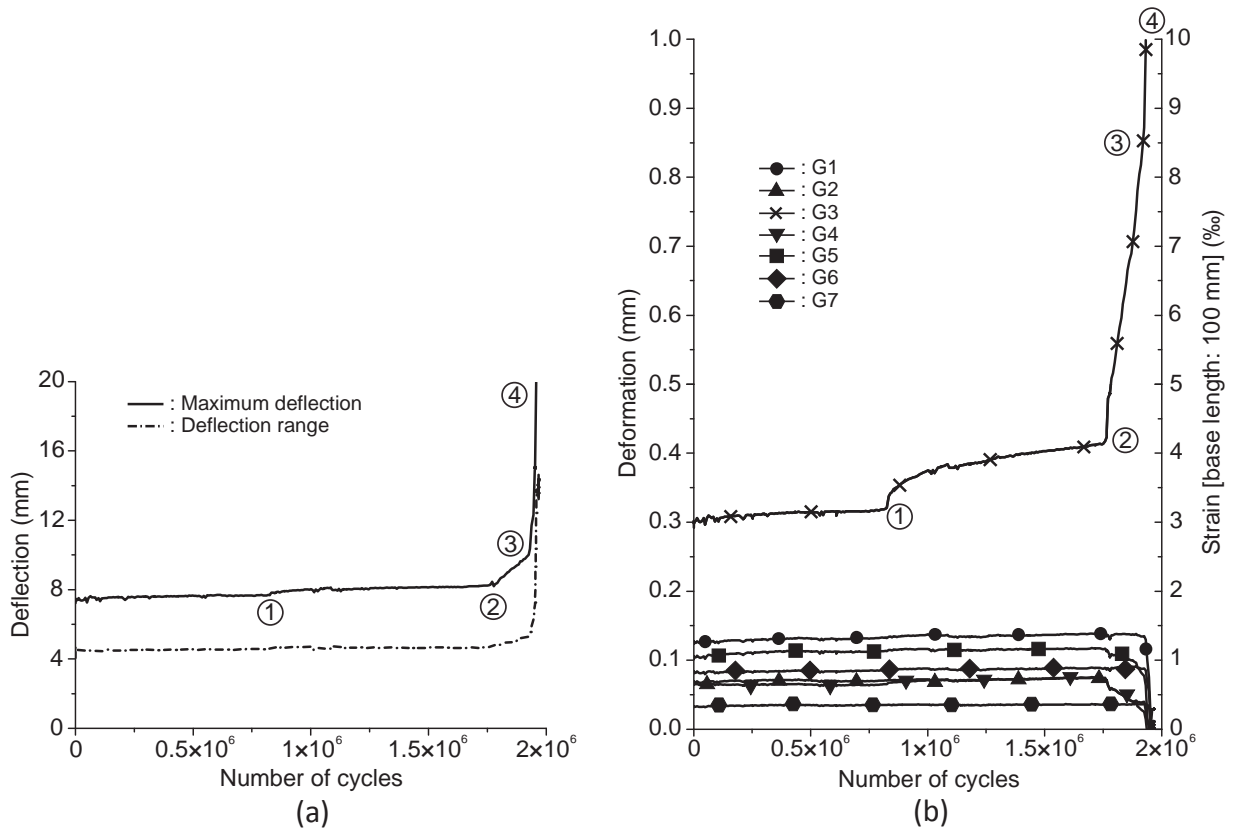 20
16
12
8
4
0
Deflection (mm)
: Maximum deflection
: Deflection range
④
③
①
②
0
0.5×10⁶
1×10⁶
1.5×10⁶
2×10⁶
Number of cycles
(a)
1.0
0.9
0.8
0.7
0.6
0.5
0.4
0.3
0.2
0.1
0.0
Deformation (mm)
: G1
: G2
: G3
: G4
: G5
: G6
: G7
④
③
②
①
10
9
8
7
6
5
4
3
2
1
0
Strain [base length: 100 mm] (‰)
0
0.5×10⁶
1×10⁶
1.5×10⁶
2×10⁶
Number of cycles
(b)